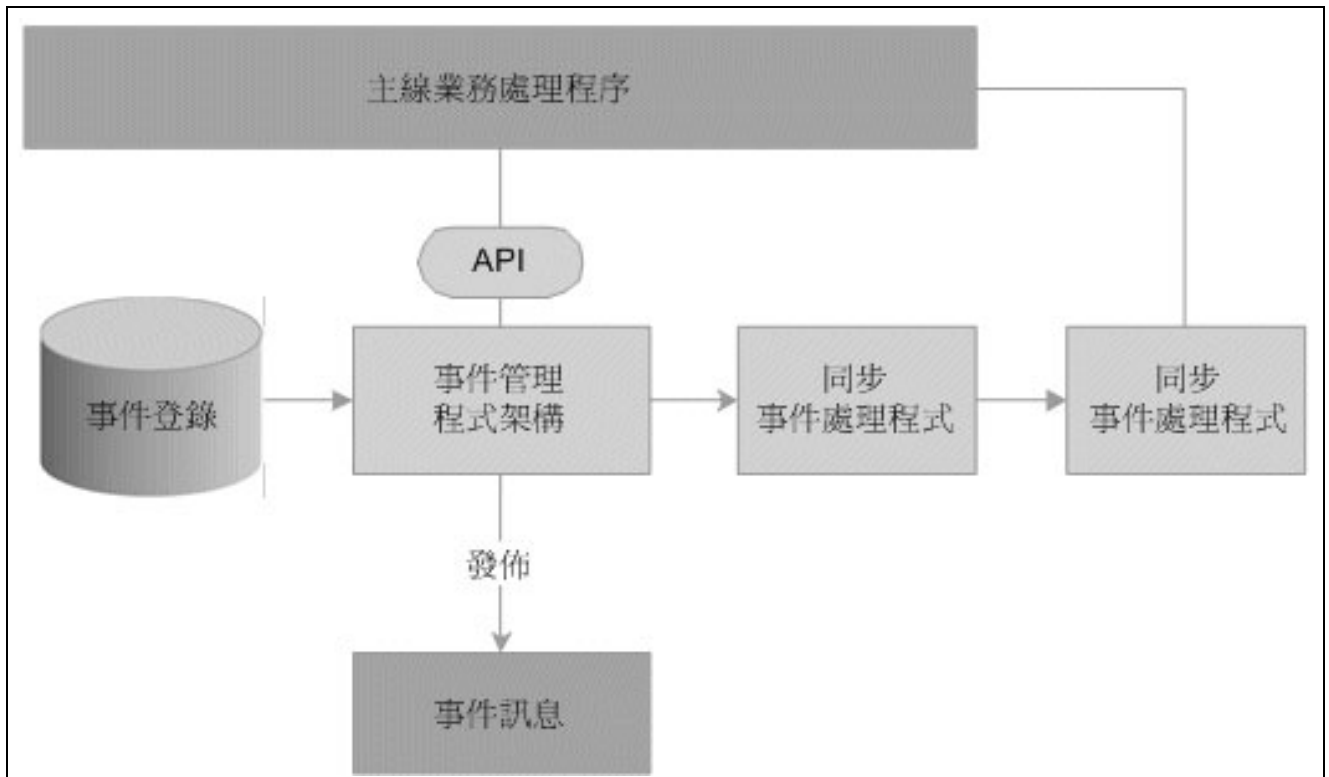 主線業務處理程序
API
事件登錄
事件管理
程式架構
同步
事件處理程式
同步
事件處理程式
發佈
事件訊息